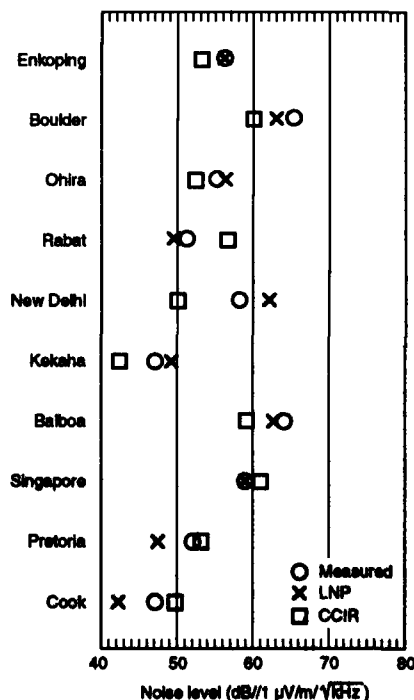 Enkoping
Boulder
Ohira
Rabat
New Delhi
Kekaha
Balboa
Singapore
Pretoria
Cook
Measured
LNP
CCIR
40 50 60 70 80
Noise level (dB//1 μV/m/√kHz)